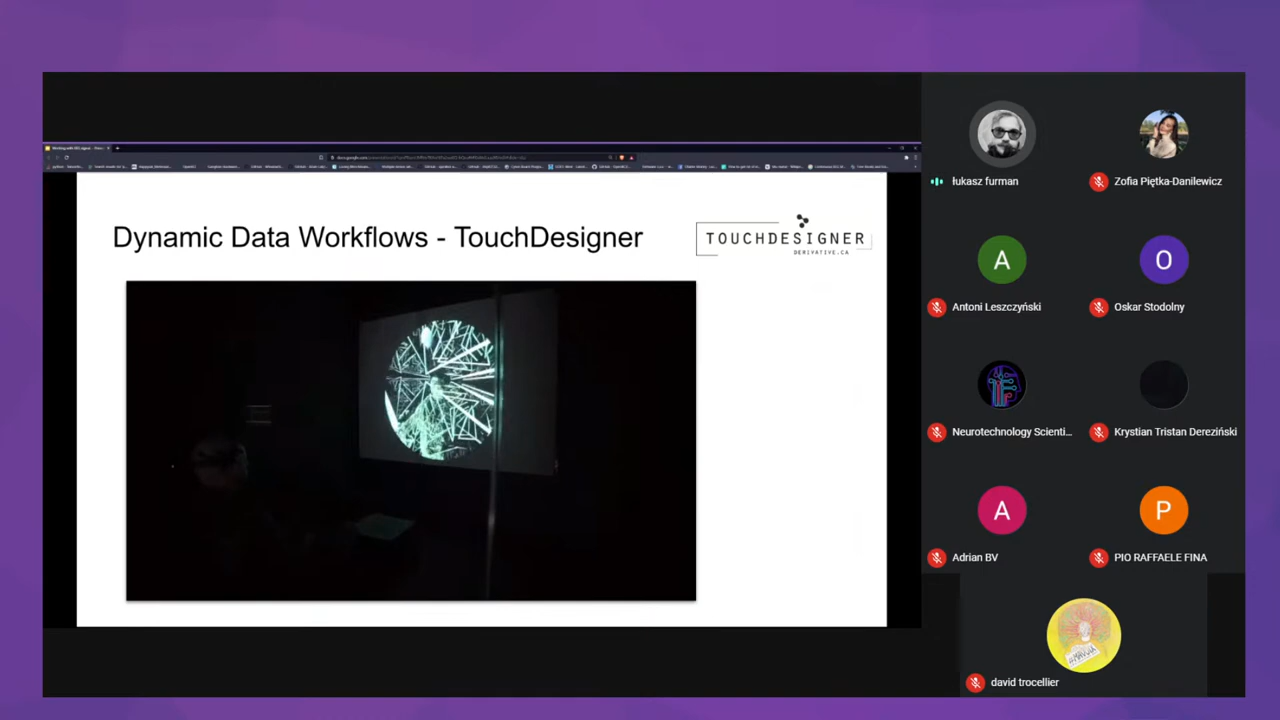 Dynamic Data Workflows - TouchDesigner
TOUCHDESIGNER
DERIVATIVE.CA
łukasz furman
Zofia Piętka-Danilewicz
A
O
Antoni Leszczyński
Oskar Stodolny
Neurotechnology Scienti...
Krystian Tristan Dereziński
A
P
Adrian BV
PIO RAFFAELE FINA
david trocellier